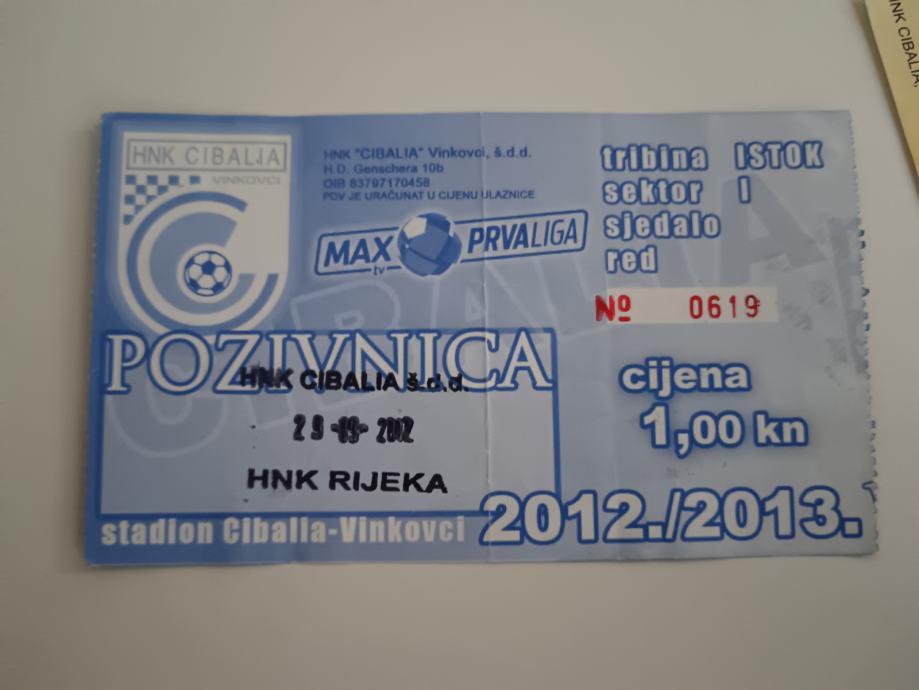 HNK CIBALIA
VINKOVCI
HNK "CIBALIA" Vinkovci, š.d.d.
H.D. Genschera 10b
OIB 83797170458
PDV JE URAČUNAT U CIJENU ULAZNICE
MAX tv PRVALIGA
tribina ISTOK
sektor I
sjedalo
red
Nº 0619
POZIVNICA
HNK CIBALIA š.d.d.
29-09-2012
HNK RIJEKA
cijena
1,00 kn
stadion Cibalia-Vinkovci
2012./2013.
CIBALIA
HNK CIBALIA,